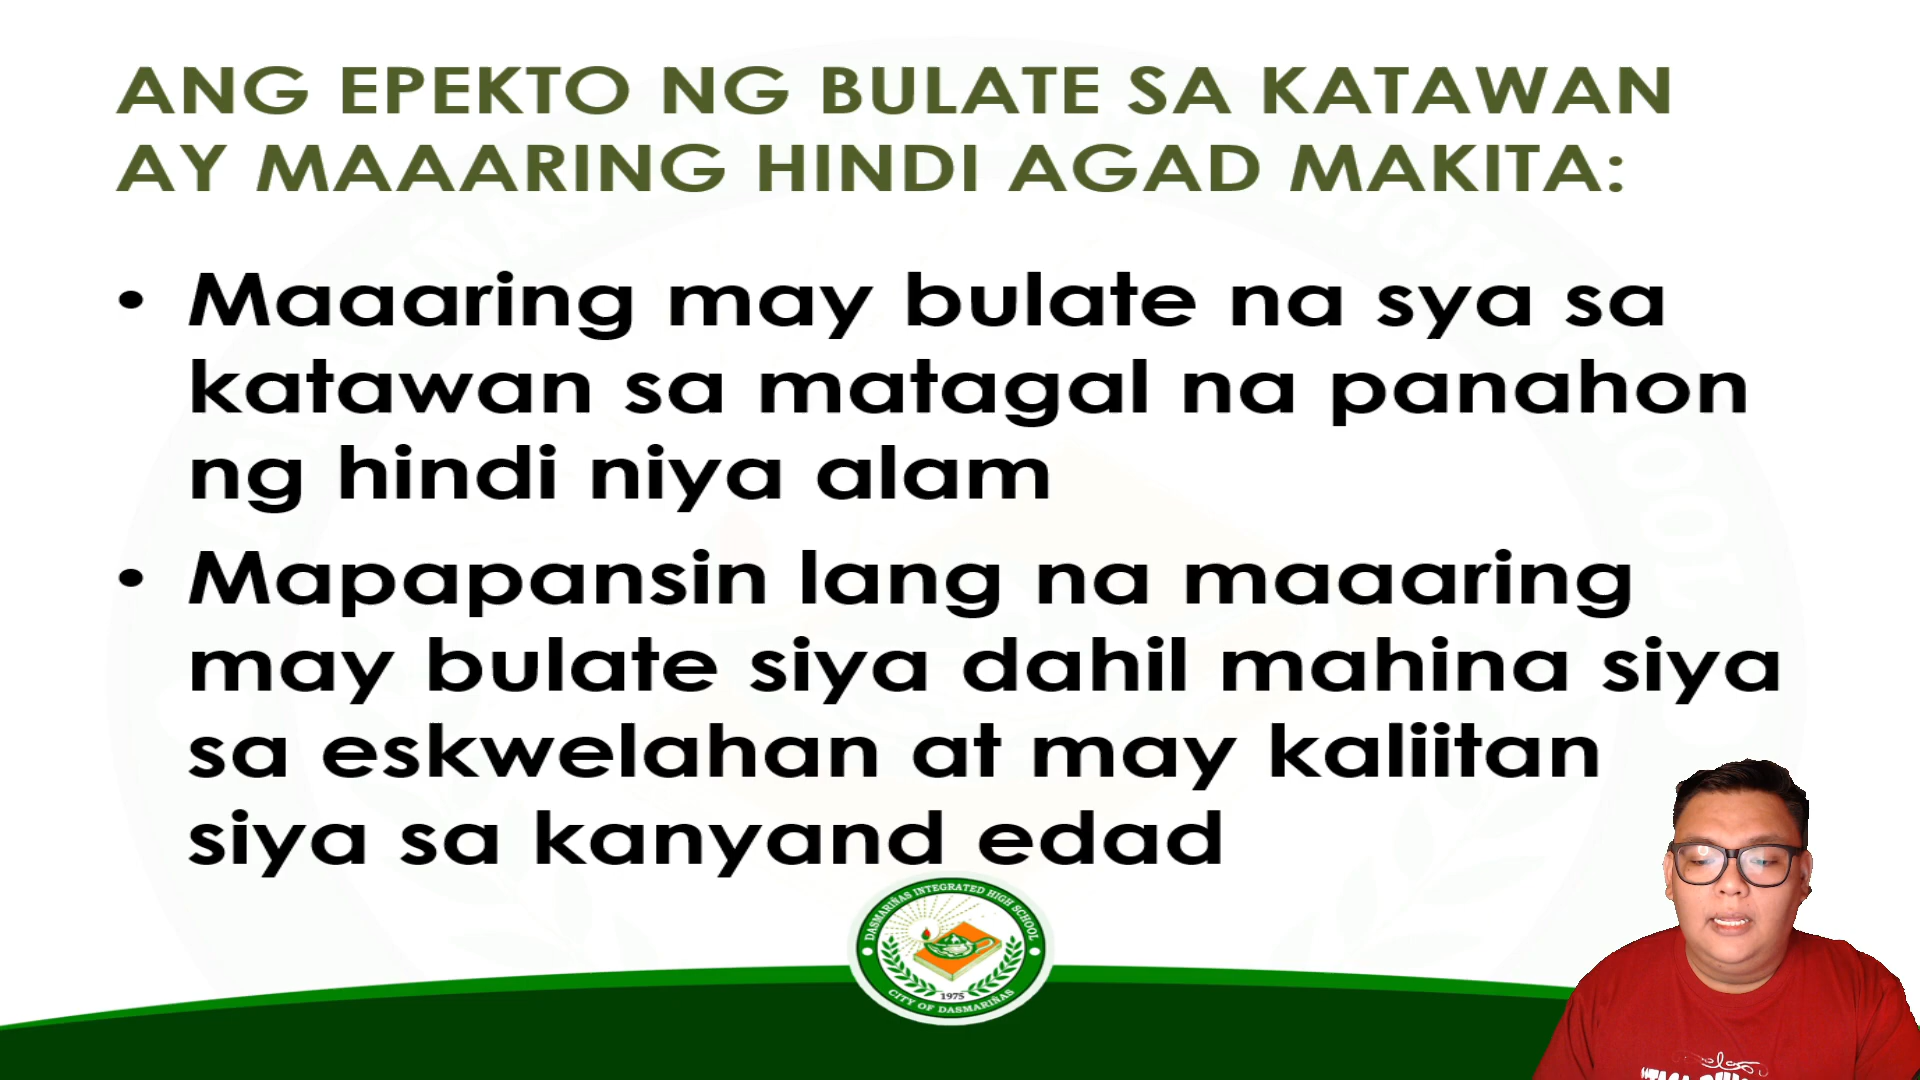 ANG EPEKTO NG BULATE SA KATAWAN
AY MAAARING HINDI AGAD MAKITA:
• Maaaring may bulate na sya sa
katawan sa matagal na panahon
ng hindi niya alam
• Mapapansin lang na maaaring
may bulate siya dahil mahina siya
sa eskwelahan at may kaliitan
siya sa kanyand edad
DASMARIÑAS INTEGRATED HIGH SCHOOL
1975
CITY OF DASMARIÑAS